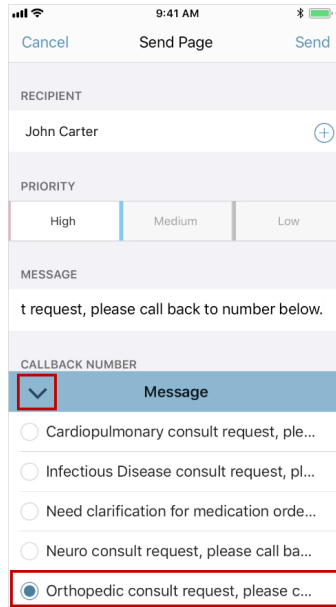 9:41 AM
Cancel Send Page Send
RECIPIENT
John Carter
PRIORITY
High Medium Low
MESSAGE
t request, please call back to number below.
CALLBACK NUMBER
Message
Cardiopulmonary consult request, ple...
Infectious Disease consult request, pl...
Need clarification for medication orde...
Neuro consult request, please call ba...
Orthopedic consult request, please c...